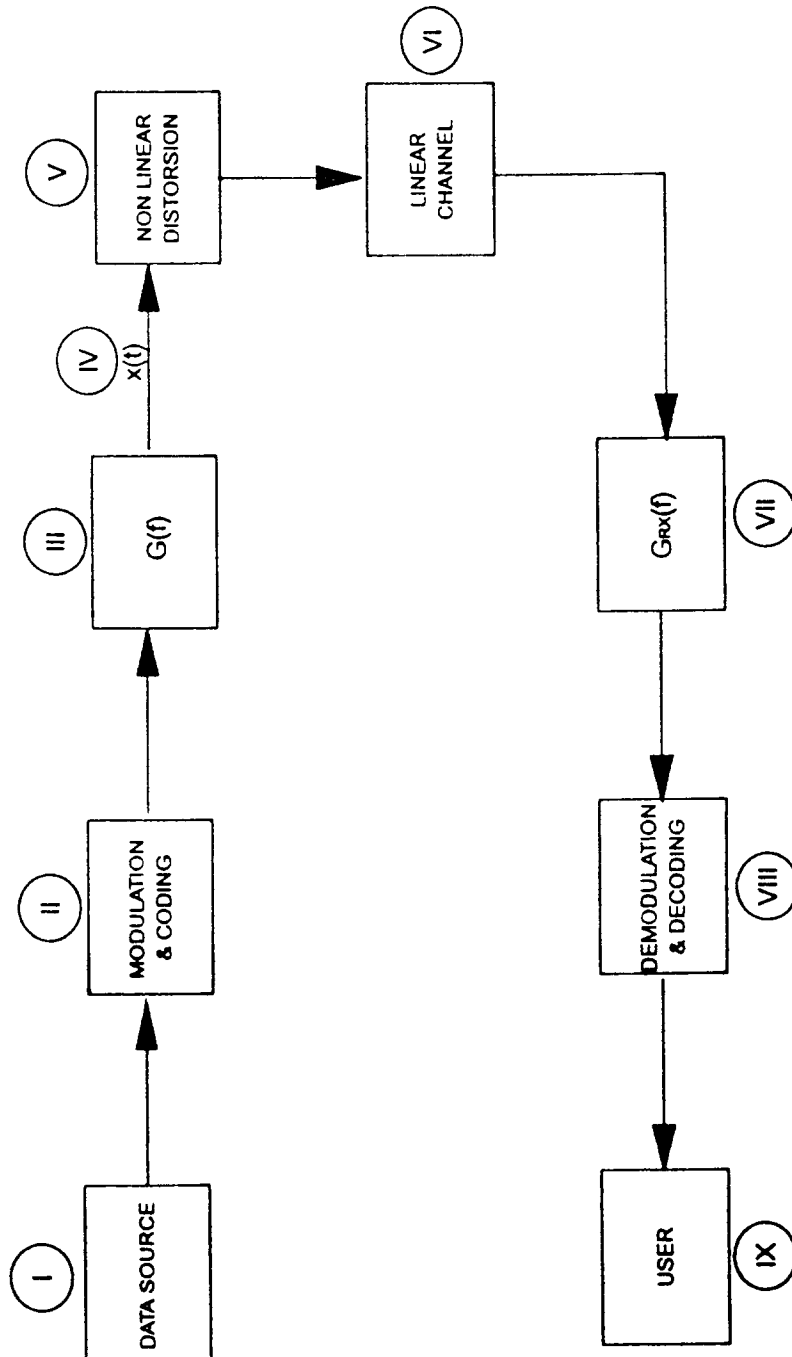 I
DATA SOURCE
II
MODULATION
& CODING
III
G(f)
IV
x(t)
V
NON LINEAR
DISTORSION
VI
LINEAR
CHANNEL
VII
GRX(f)
VIII
DEMODULATION
& DECODING
IX
USER